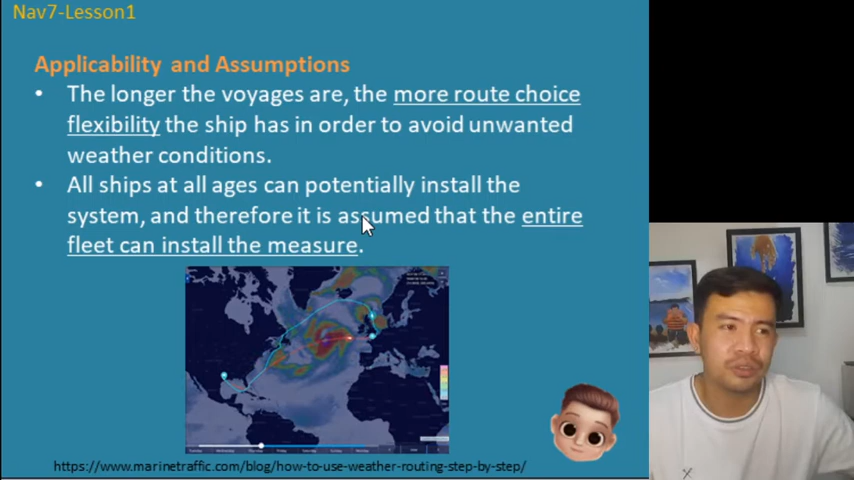 Nav7-Lesson1
Applicability and Assumptions
• The longer the voyages are, the more route choice
flexibility the ship has in order to avoid unwanted
weather conditions.
• All ships at all ages can potentially install the
system, and therefore it is assumed that the entire
fleet can install the measure.
https://www.marinetraffic.com/blog/how-to-use-weather-routing-step-by-step/